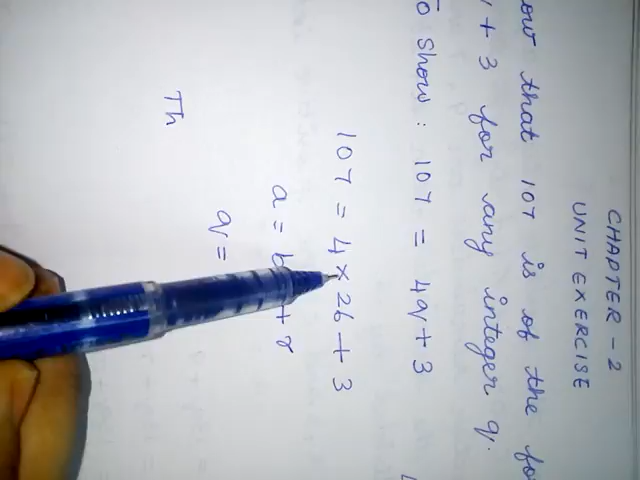 CHAPTER - 2
UNIT EXERCISE
that 107 is of the
+ 3 for any integer q.
Show : 107 = 4q + 3
107 = 4 × 26 + 3
a = b + r
q =
Th